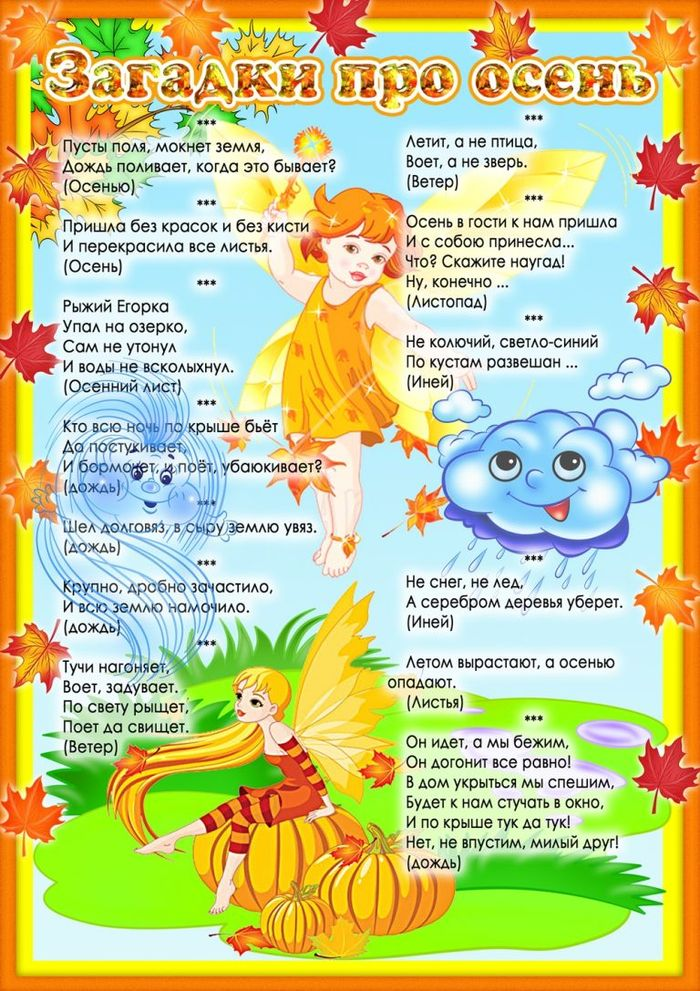 Загадки про осень
***
Пусты поля, мокнет земля,
Дождь поливает, когда это бывает?
(Осенью)
***
Пришла без красок и без кисти
И перекрасила все листья.
(Осень)
***
Рыжий Егорка
Упал на озерко,
Сам не утонул
И воды не всколыхнул.
(Осенний лист)
***
Кто всю ночь по крыше бьёт
Да постукивает,
И бормочет, и поёт, убаюкивает?
(дождь)
***
Шел долговяз, в сыру землю увяз.
(дождь)
***
Крупно, дробно зачастило,
И всю землю намочило.
(дождь)
***
Тучи нагоняет,
Воет, задувает.
По свету рыщет,
Поет да свищет.
(Ветер)
***
Летит, а не птица,
Воет, а не зверь.
(Ветер)
***
Осень в гости к нам пришла
И с собою принесла...
Что? Скажите наугад!
Ну, конечно ...
(Листопад)
***
Не колючий, светло-синий
По кустам развешан ...
(Иней)
***
Не снег, не лед,
А серебром деревья уберет.
(Иней)
Летом вырастают, а осенью
опадают.
(Листья)
***
Он идет, а мы бежим,
Он догонит все равно!
В дом укрыться мы спешим,
Будет к нам стучать в окно,
И по крыше тук да тук!
Нет, не впустим, милый друг!
(дождь)